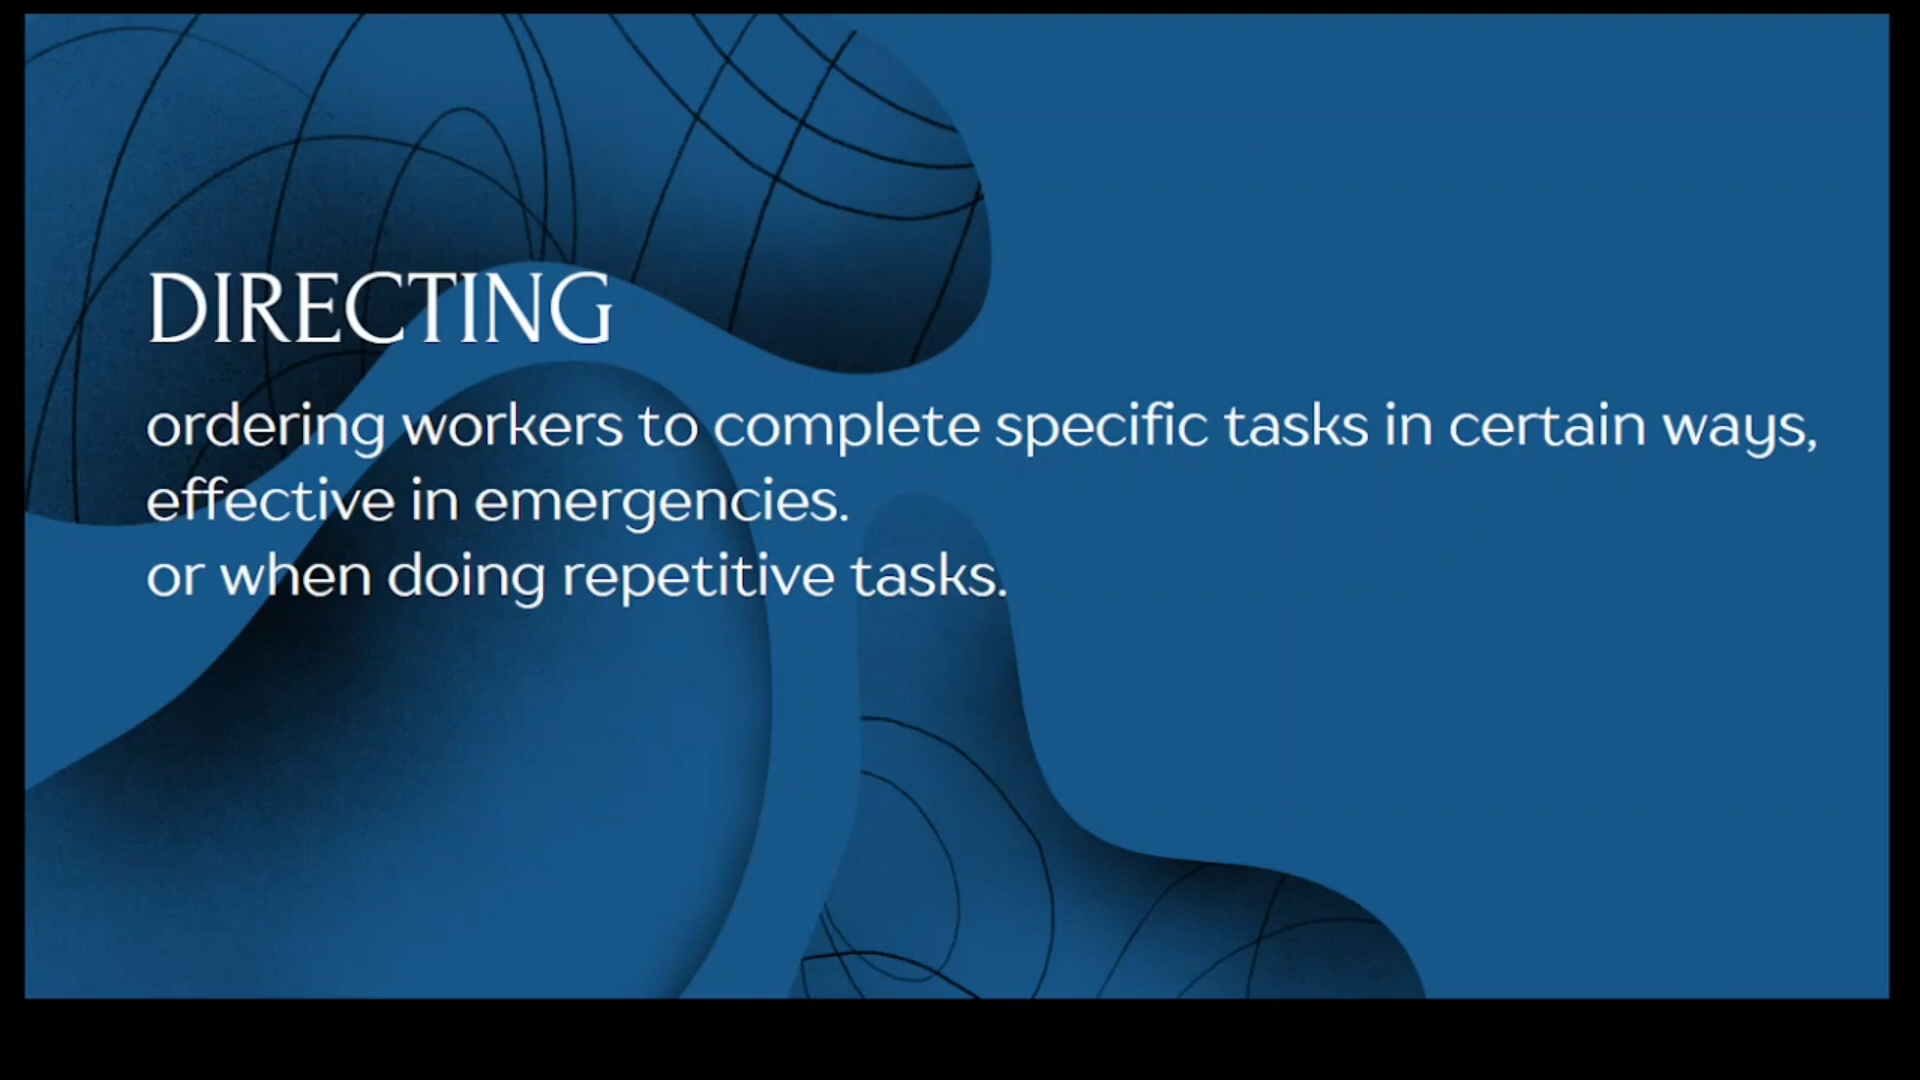 DIRECTING
ordering workers to complete specific tasks in certain ways,
effective in emergencies.
or when doing repetitive tasks.